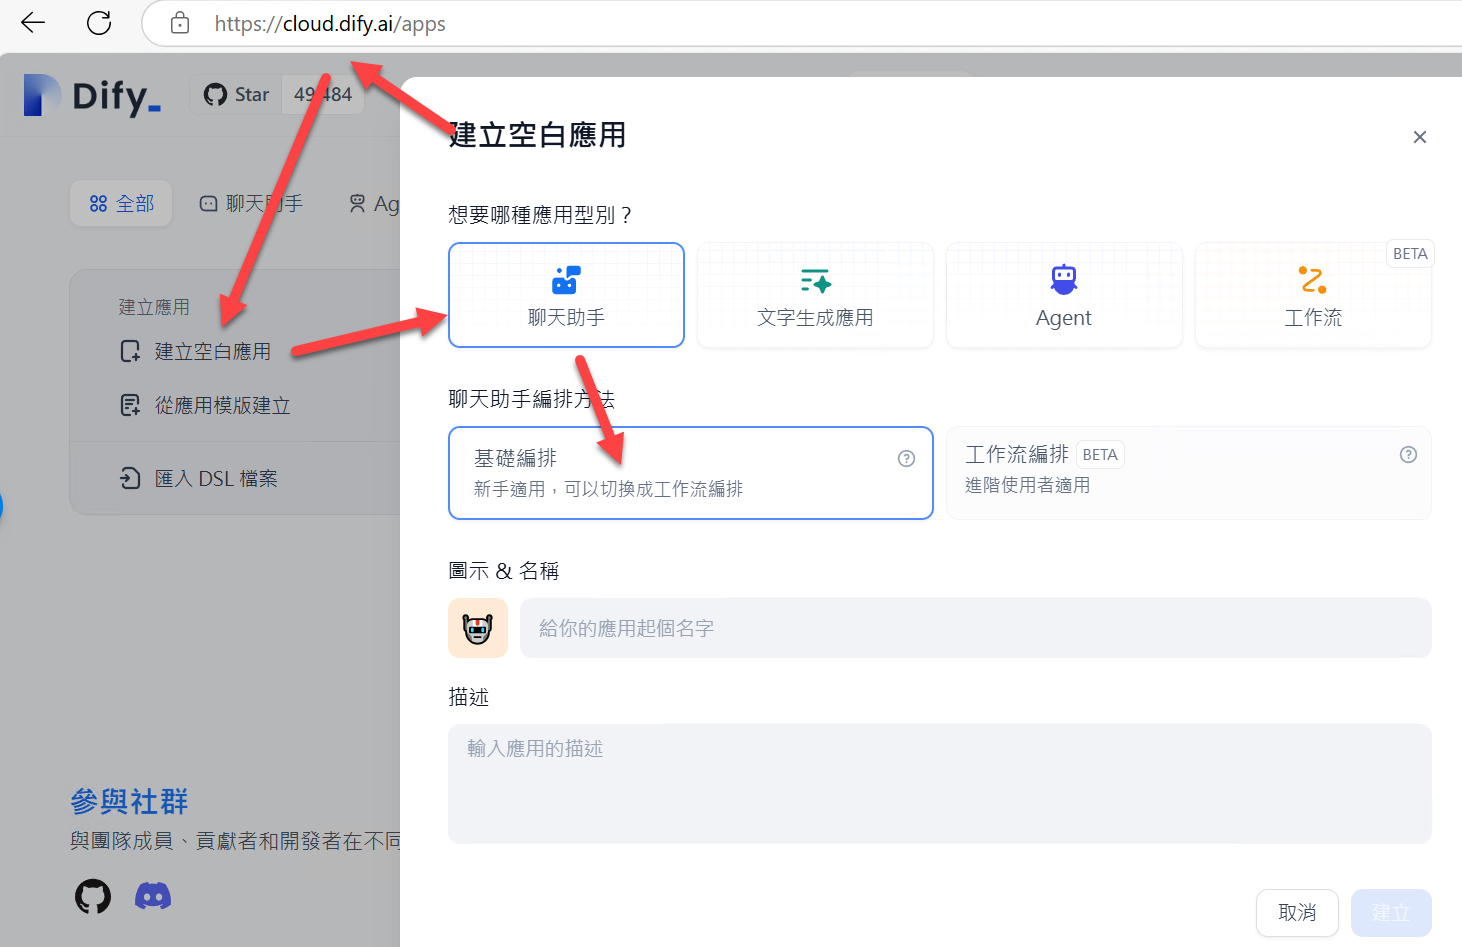 https://cloud.dify.ai/apps
Dify_
Star
49,484
全部
聊天助手
建立應用
建立空白應用
從應用模版建立
匯入 DSL 檔案
參與社群
與團隊成員、貢獻者和開發者在不同
建立空白應用
想要哪種應用型別？
聊天助手
文字生成應用
Agent
工作流
BETA
聊天助手編排方法
基礎編排
新手適用，可以切換成工作流編排
工作流編排 BETA
進階使用者適用
圖示 & 名稱
給你的應用起個名字
描述
輸入應用的描述
取消
建立